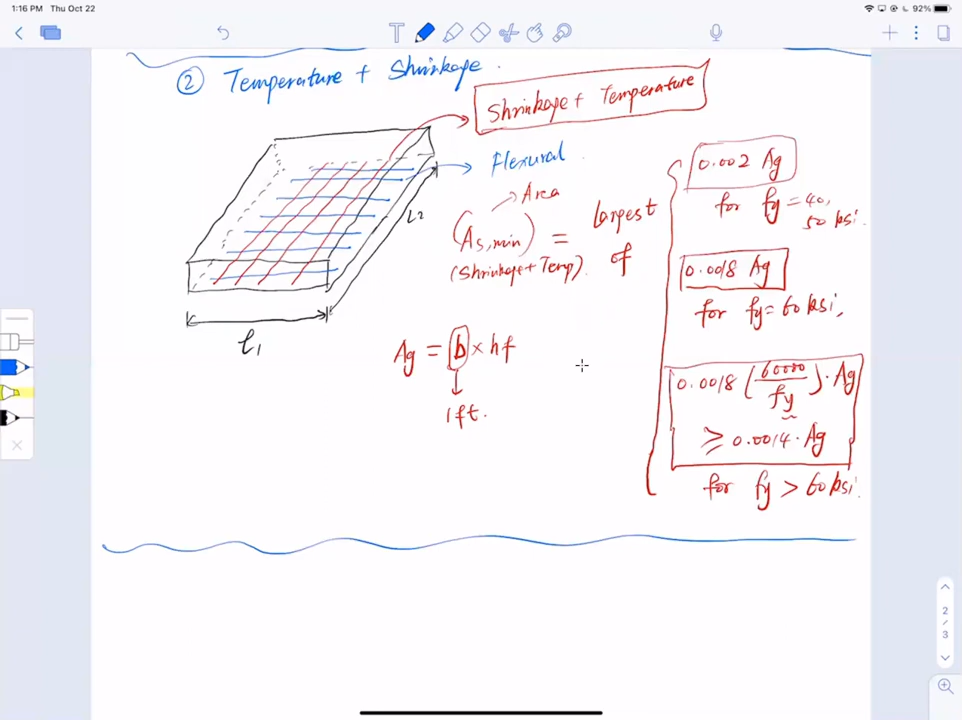 1:16 PM Thu Oct 22
92%
② Temperature + Shrinkage.
Shrinkage + Temperature
Flexural
Area
(As,min) = largest of
(Shrinkage + Temp)
0.002 Ag
for fy = 40,
50 ksi.
0.0018 Ag
for fy = 60 ksi,
0.0018 (60000/fy) · Ag
≥ 0.0014 · Ag
for fy > 60 ksi.
L2
l1
Ag = b × hf
1 ft.
2
/
3